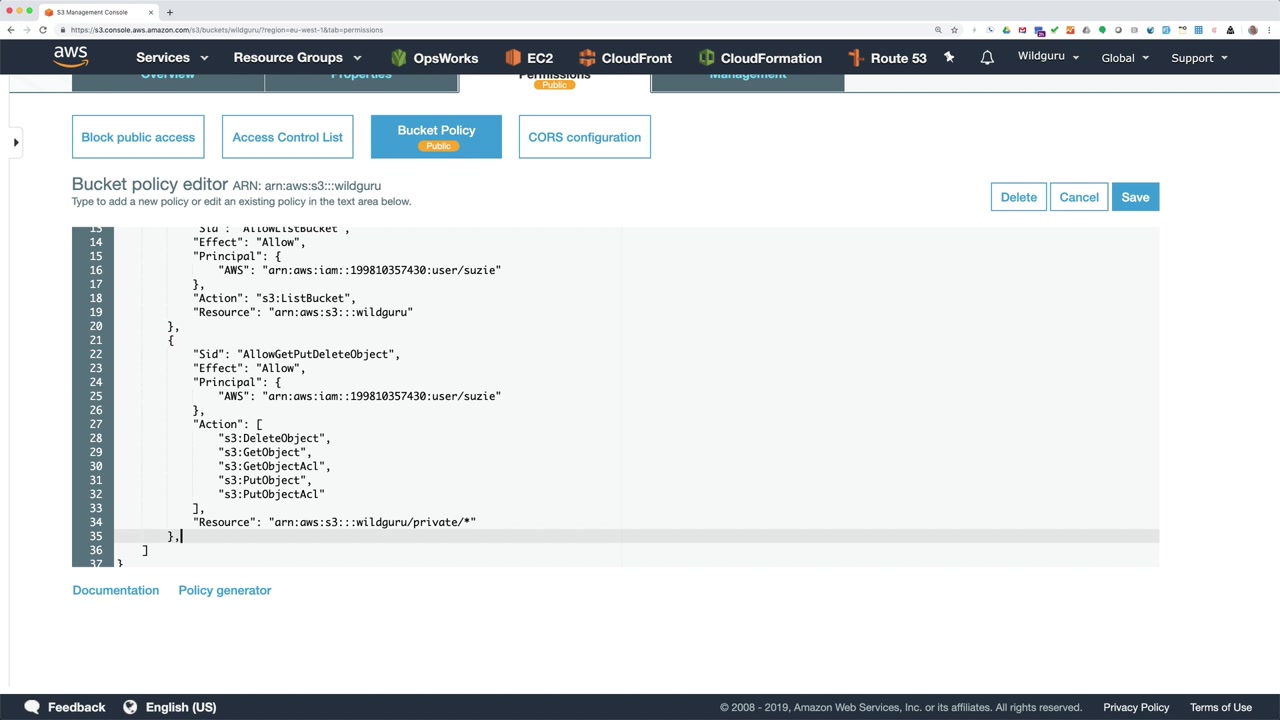 S3 Management Console
https://s3.console.aws.amazon.com/s3/buckets/wildguru/?region=eu-west-1&tab=permissions
aws Services Resource Groups OpsWorks EC2 CloudFront CloudFormation Route 53 Wildguru Global Support
Overview Properties Permissions Management
Public
Block public access Access Control List Bucket Policy CORS configuration
Public
Bucket policy editor ARN: arn:aws:s3:::wildguru
Type to add a new policy or edit an existing policy in the text area below.
Delete Cancel Save
13 "Sid": "AllowListBucket",
14 "Effect": "Allow",
15 "Principal": {
16 "AWS": "arn:aws:iam::199810357430:user/suzie"
17 },
18 "Action": "s3:ListBucket",
19 "Resource": "arn:aws:s3:::wildguru"
20 },
21 {
22 "Sid": "AllowGetPutDeleteObject",
23 "Effect": "Allow",
24 "Principal": {
25 "AWS": "arn:aws:iam::199810357430:user/suzie"
26 },
27 "Action": [
28 "s3:DeleteObject",
29 "s3:GetObject",
30 "s3:GetObjectAcl",
31 "s3:PutObject",
32 "s3:PutObjectAcl"
33 ],
34 "Resource": "arn:aws:s3:::wildguru/private/*"
35 },
36 ]
37 }
Documentation Policy generator
Feedback English (US) © 2008 - 2019, Amazon Web Services, Inc. or its affiliates. All rights reserved. Privacy Policy Terms of Use